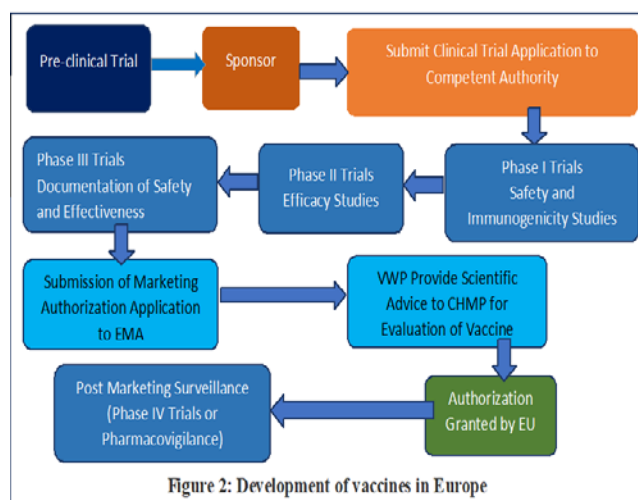 Pre-clinical Trial
Sponsor
Submit Clinical Trial Application to
Competent Authority
Phase III Trials
Documentation of Safety
and Effectiveness
Phase II Trials
Efficacy Studies
Phase I Trials
Safety and
Immunogenicity Studies
Submission of Marketing
Authorization Application
to EMA
VWP Provide Scientific
Advice to CHMP for
Evaluation of Vaccine
Post Marketing Surveillance
(Phase IV Trials or
Pharmacovigilance)
Authorization
Granted by EU
Figure 2: Development of vaccines in Europe